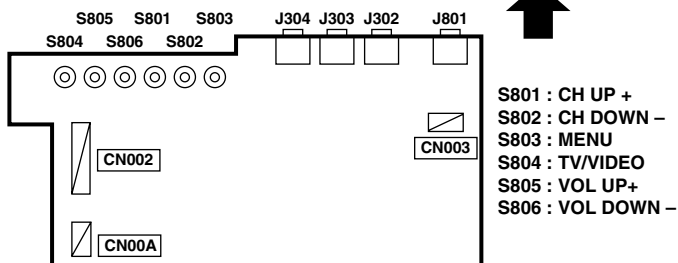 S805 S801 S803 J304 J303 J302 J801
S804 S806 S802
CN002
CN003
CN00A
S801 : CH UP +
S802 : CH DOWN –
S803 : MENU
S804 : TV/VIDEO
S805 : VOL UP+
S806 : VOL DOWN –